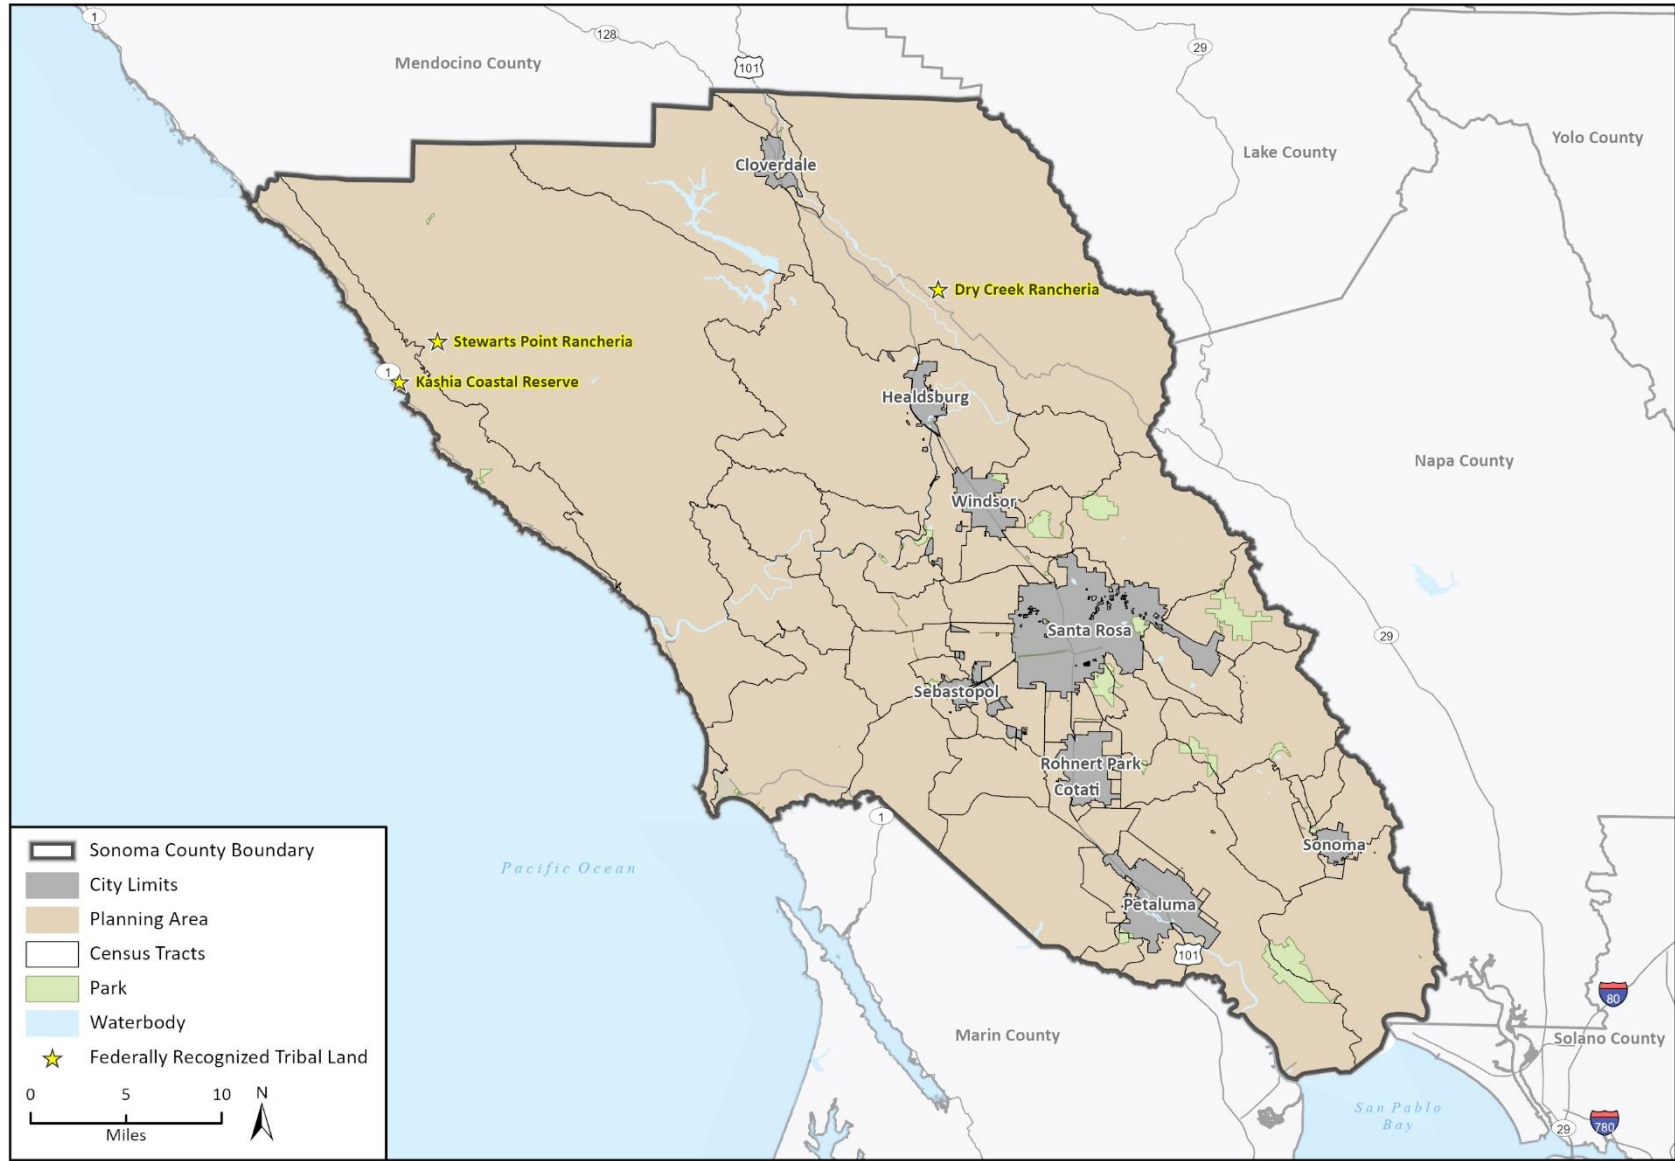 1
128
101
29
Mendocino County
Lake County
Yolo County
Cloverdale
Dry Creek Rancheria
Stewarts Point Rancheria
1
Kashia Coastal Reserve
Healdsburg
Napa County
Windsor
Santa Rosa
29
Sebastopol
Rohnert Park
Cotati
1
Sonoma
Petaluma
101
Pacific Ocean
Marin County
80
Solano County
San Pablo
Bay
29
780
Sonoma County Boundary
City Limits
Planning Area
Census Tracts
Park
Waterbody
Federally Recognized Tribal Land
0 5 10
Miles
N